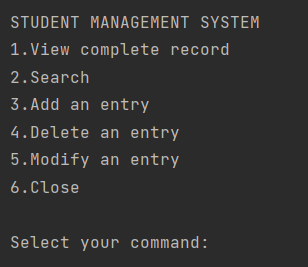 STUDENT MANAGEMENT SYSTEM
1.View complete record
2.Search
3.Add an entry
4.Delete an entry
5.Modify an entry
6.Close
Select your command: